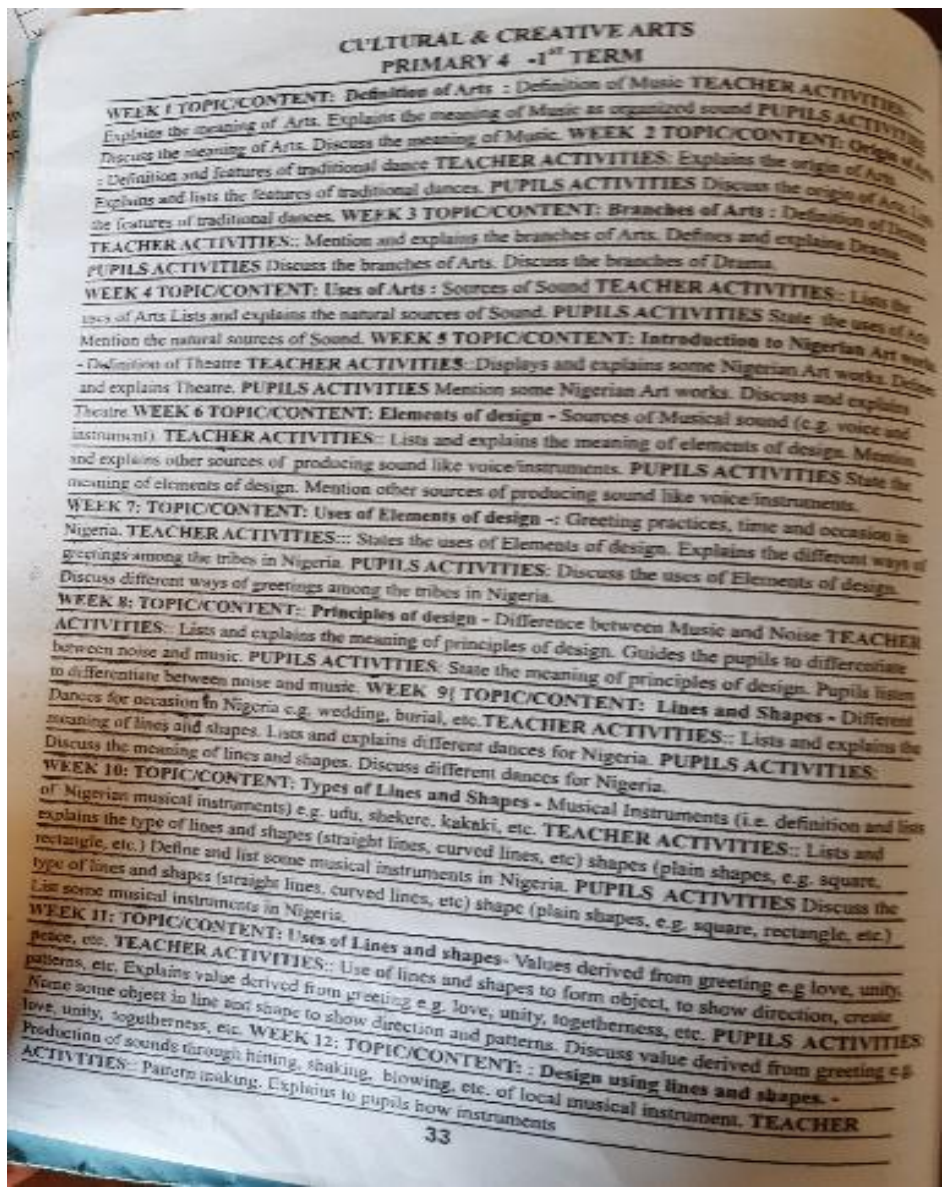 CULTURAL & CREATIVE ARTS
PRIMARY 4 -1ST TERM
WEEK 1 TOPIC/CONTENT: Definition of Arts : Definition of Music TEACHER ACTIVITIES:
Explains the meaning of Arts. Explains the meaning of Music as organized sound PUPILS ACTIVITIES
Discuss the meaning of Arts. Discuss the meaning of Music. WEEK 2 TOPIC/CONTENT: Origin of Arts
: Definition and features of traditional dance TEACHER ACTIVITIES: Explains the origin of Arts.
Explains and lists the features of traditional dances. PUPILS ACTIVITIES Discuss the origin of Arts. Lists
the features of traditional dances. WEEK 3 TOPIC/CONTENT: Branches of Arts : Definition of Drama
TEACHER ACTIVITIES:: Mention and explains the branches of Arts. Defines and explains Drama.
PUPILS ACTIVITIES Discuss the branches of Arts. Discuss the branches of Drama.
WEEK 4 TOPIC/CONTENT: Uses of Arts : Sources of Sound TEACHER ACTIVITIES:: Lists the
uses of Arts Lists and explains the natural sources of Sound. PUPILS ACTIVITIES State the uses of Arts
Mention the natural sources of Sound. WEEK 5 TOPIC/CONTENT: Introduction to Nigerian Art works
- Definition of Theatre TEACHER ACTIVITIES::Displays and explains some Nigerian Art works. Defines
and explains Theatre. PUPILS ACTIVITIES Mention some Nigerian Art works. Discuss and explains
Theatre WEEK 6 TOPIC/CONTENT: Elements of design - Sources of Musical sound (e.g. voice and
instrument). TEACHER ACTIVITIES:: Lists and explains the meaning of elements of design. Mention
and explains other sources of producing sound like voice/instruments. PUPILS ACTIVITIES State the
meaning of elements of design. Mention other sources of producing sound like voice/instruments.
WEEK 7: TOPIC/CONTENT: Uses of Elements of design -: Greeting practices, time and occasion in
Nigeria. TEACHER ACTIVITIES::: States the uses of Elements of design. Explains the different ways of
greetings among the tribes in Nigeria. PUPILS ACTIVITIES: Discuss the uses of Elements of design.
Discuss different ways of greetings among the tribes in Nigeria.
WEEK 8: TOPIC/CONTENT:: Principles of design - Difference between Music and Noise TEACHER
ACTIVITIES:: Lists and explains the meaning of principles of design. Guides the pupils to differentiate
between noise and music. PUPILS ACTIVITIES: State the meaning of principles of design. Pupils listen
to differentiate between noise and music. WEEK 9{ TOPIC/CONTENT: Lines and Shapes - Different
Dances for occasion in Nigeria e.g. wedding, burial, etc.TEACHER ACTIVITIES:: Lists and explains the
meaning of lines and shapes. Lists and explains different dances for Nigeria. PUPILS ACTIVITIES:
Discuss the meaning of lines and shapes. Discuss different dances for Nigeria.
WEEK 10: TOPIC/CONTENT: Types of Lines and Shapes - Musical Instruments (i.e. definition and lists
of Nigerian musical instruments) e.g. udu, shekere, kakaki, etc. TEACHER ACTIVITIES:: Lists and
explains the type of lines and shapes (straight lines, curved lines, etc) shapes (plain shapes, e.g. square,
rectangle, etc.) Define and list some musical instruments in Nigeria. PUPILS ACTIVITIES Discuss the
type of lines and shapes (straight lines, curved lines, etc) shape (plain shapes, e.g. square, rectangle, etc.)
List some musical instruments in Nigeria.
WEEK 11: TOPIC/CONTENT: Uses of Lines and shapes- Values derived from greeting e.g love, unity,
peace, etc. TEACHER ACTIVITIES:: Use of lines and shapes to form object, to show direction, create
patterns, etc. Explains value derived from greeting e.g. love, unity, togetherness, etc. PUPILS ACTIVITIES:
Name some object in line and shape to show direction and patterns. Discuss value derived from greeting e.g
love, unity, togetherness, etc. WEEK 12: TOPIC/CONTENT: : Design using lines and shapes. -
Production of sounds through hitting, shaking, blowing, etc. of local musical instrument. TEACHER
ACTIVITIES:: Pattern making. Explains to pupils how instruments
33